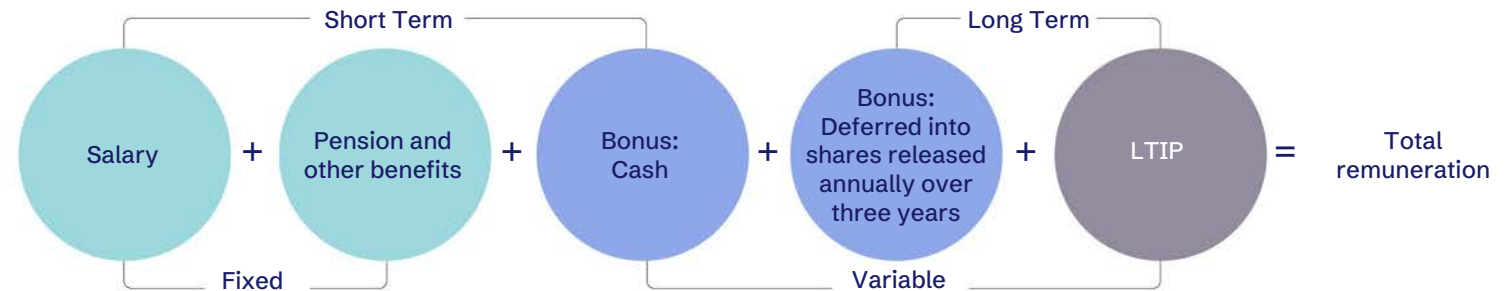 Short Term
Long Term
Salary
+
Pension and
other benefits
+
Bonus:
Cash
+
Bonus:
Deferred into
shares released
annually over
three years
+
LTIP
=
Total
remuneration
Fixed
Variable